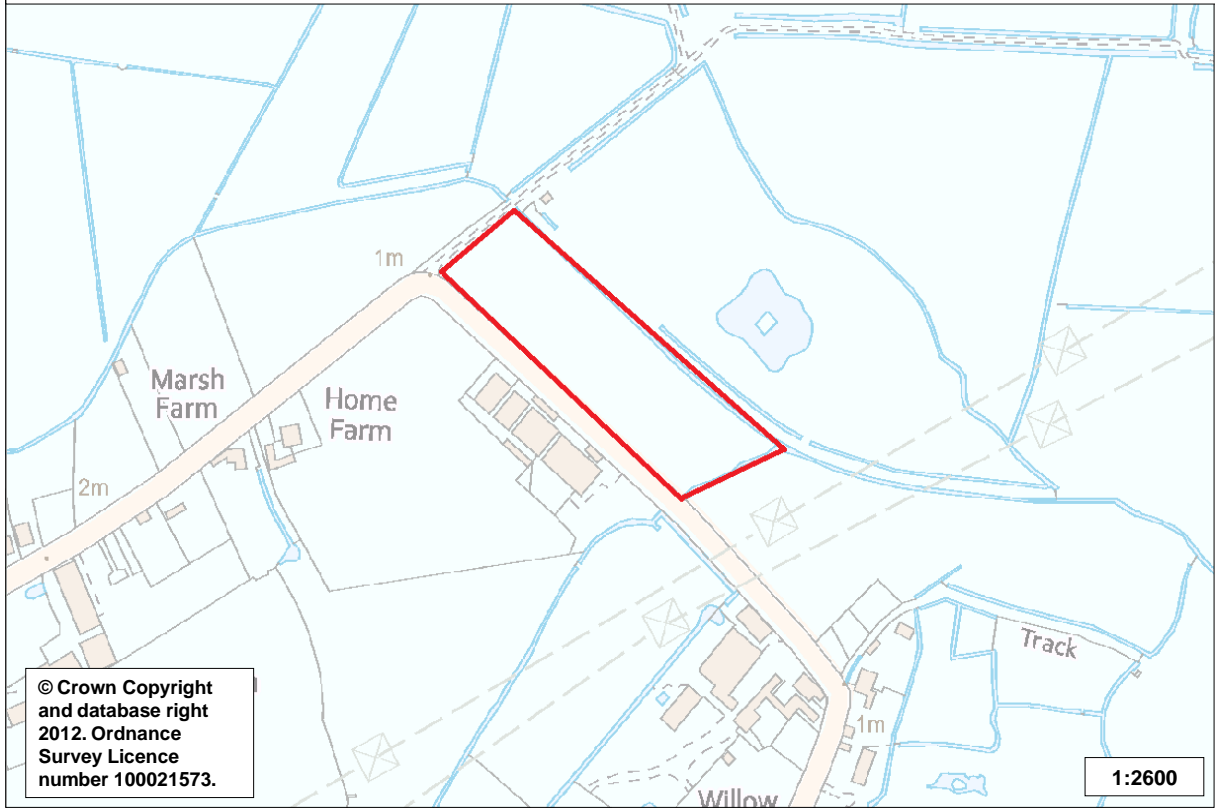 1m
Marsh
Farm
Home
Farm
2m
Track
1m
Willow
© Crown Copyright
and database right
2012. Ordnance
Survey Licence
number 100021573.
1:2600